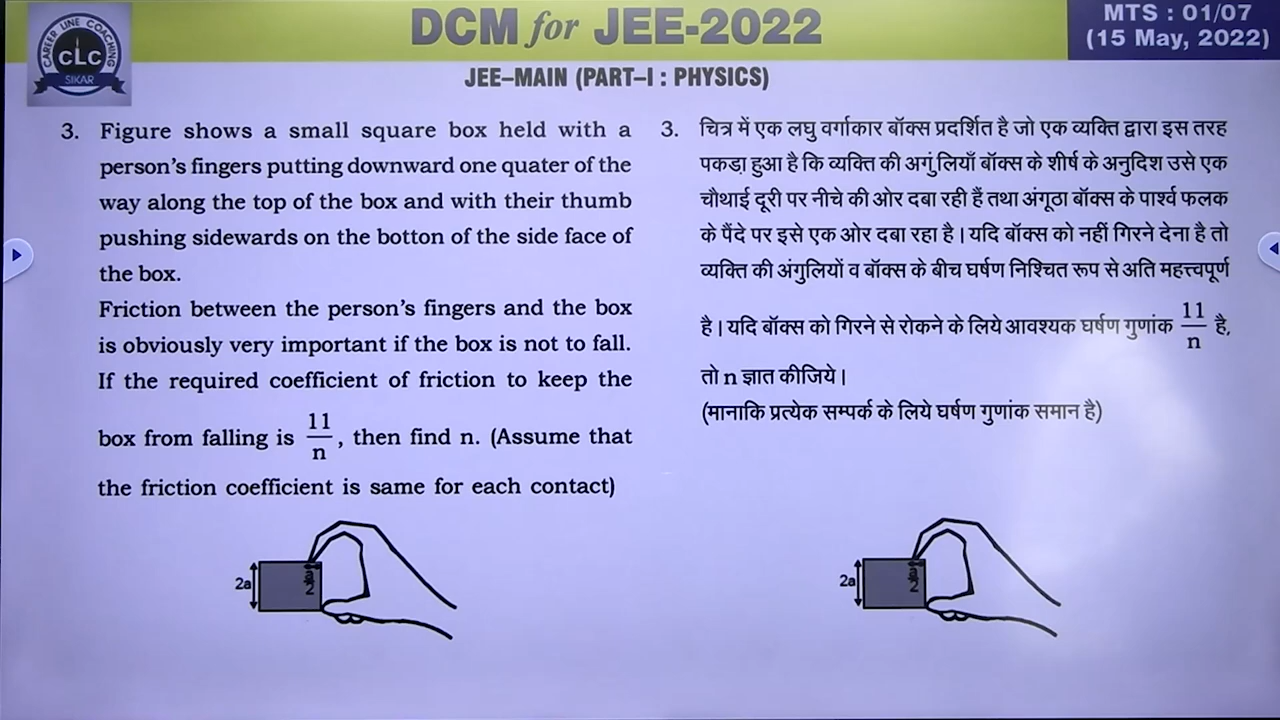 CAREER LINE COACHING
CLC
SIKAR
DCM for JEE-2022
MTS : 01/07
(15 May, 2022)
JEE–MAIN (PART–I : PHYSICS)
3. Figure shows a small square box held with a
person's fingers putting downward one quater of the
way along the top of the box and with their thumb
pushing sidewards on the botton of the side face of
the box.
Friction between the person's fingers and the box
is obviously very important if the box is not to fall.
If the required coefficient of friction to keep the
box from falling is 11/n, then find n. (Assume that
the friction coefficient is same for each contact)
2a
a/2
3. चित्र में एक लघु वर्गाकार बॉक्स प्रदर्शित है जो एक व्यक्ति द्वारा इस तरह
पकड़ा हुआ है कि व्यक्ति की अगुंलियाँ बॉक्स के शीर्ष के अनुदिश उसे एक
चौथाई दूरी पर नीचे की ओर दबा रही हैं तथा अंगूठा बॉक्स के पार्श्व फलक
के पैंदे पर इसे एक ओर दबा रहा है। यदि बॉक्स को नहीं गिरने देना है तो
व्यक्ति की अंगुलियों व बॉक्स के बीच घर्षण निश्चित रूप से अति महत्त्वपूर्ण
है। यदि बॉक्स को गिरने से रोकने के लिये आवश्यक घर्षण गुणांक 11/n है,
तो n ज्ञात कीजिये।
(मानाकि प्रत्येक सम्पर्क के लिये घर्षण गुणांक समान है)
2a
a/2